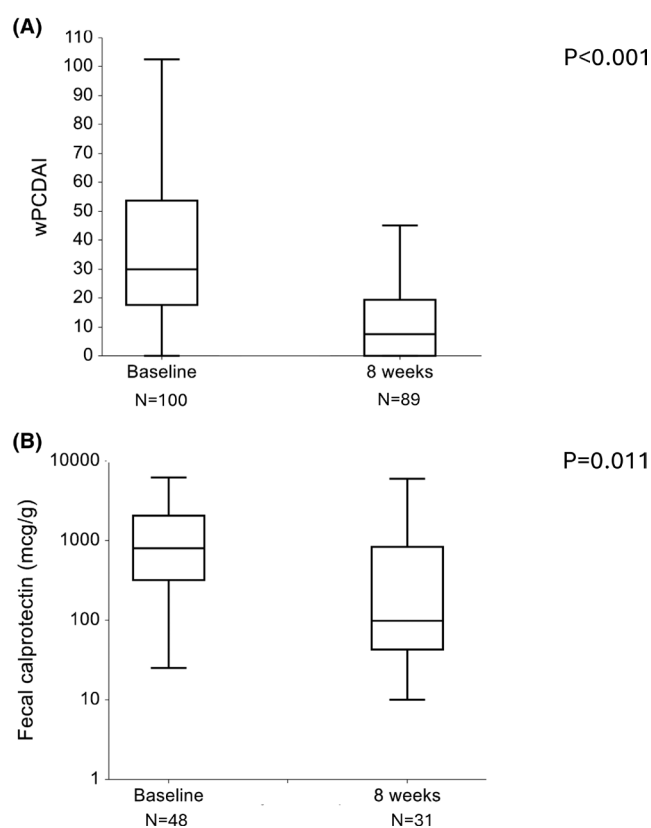 (A)
P<0.001
wPCDAI
110
100
90
80
70
60
50
40
30
20
10
0
Baseline 8 weeks
N=100 N=89
(B)
P=0.011
Fecal calprotectin (mcg/g)
10000
1000
100
10
1
Baseline 8 weeks
N=48 N=31